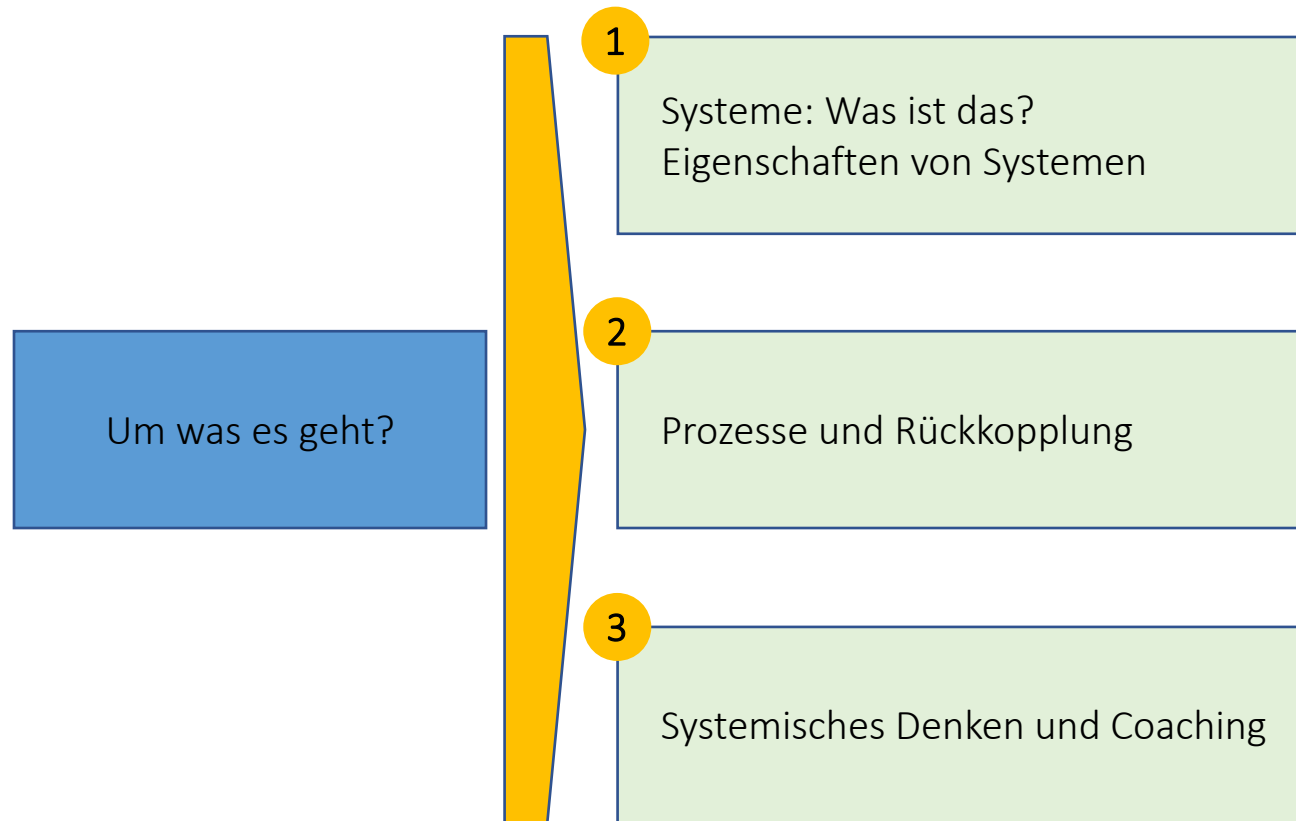 Um was es geht?
1
Systeme: Was ist das?
Eigenschaften von Systemen
2
Prozesse und Rückkopplung
3
Systemisches Denken und Coaching